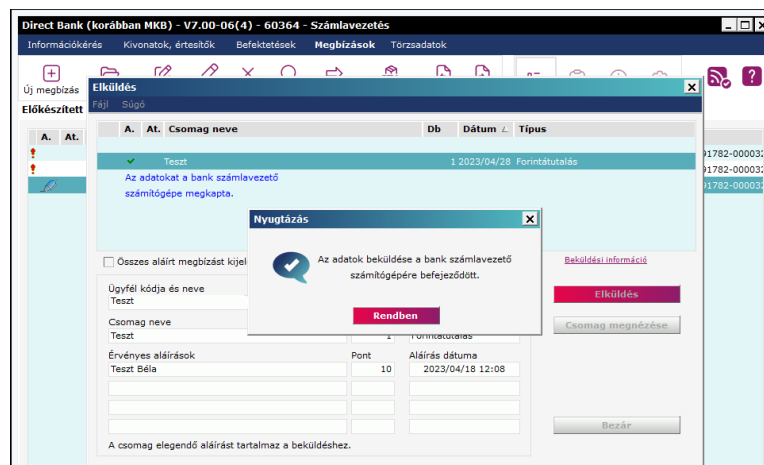 Direct Bank (korábban MKB) - V7.00-06(4) - 60364 - Számlavezetés
Információkérés Kivonatok, értesítők Befektetések Megbízások Törzsadatok
Új megbízás
Előkészített
Elküldés
Fájl Súgó
A. At.
A. At. Csomag neve Db Dátum Típus
Teszt 1 2023/04/28 Forintátutalás
Az adatokat a bank számlavezető
számítógépe megkapta.
91782-00003
91782-00003
91782-00003
Nyugtázás
Az adatok beküldése a bank számlavezető
számítógépére befejeződött.
Rendben
Összes aláírt megbízást kijel
Beküldési információ
Ügyfél kódja és neve
Teszt
Elküldés
Csomag neve
Teszt 1 Forintátutalás
Csomag megnézése
Érvényes aláírások Pont Aláírás dátuma
Teszt Béla 10 2023/04/18 12:08
Bezár
A csomag elegendő aláírást tartalmaz a beküldéshez.